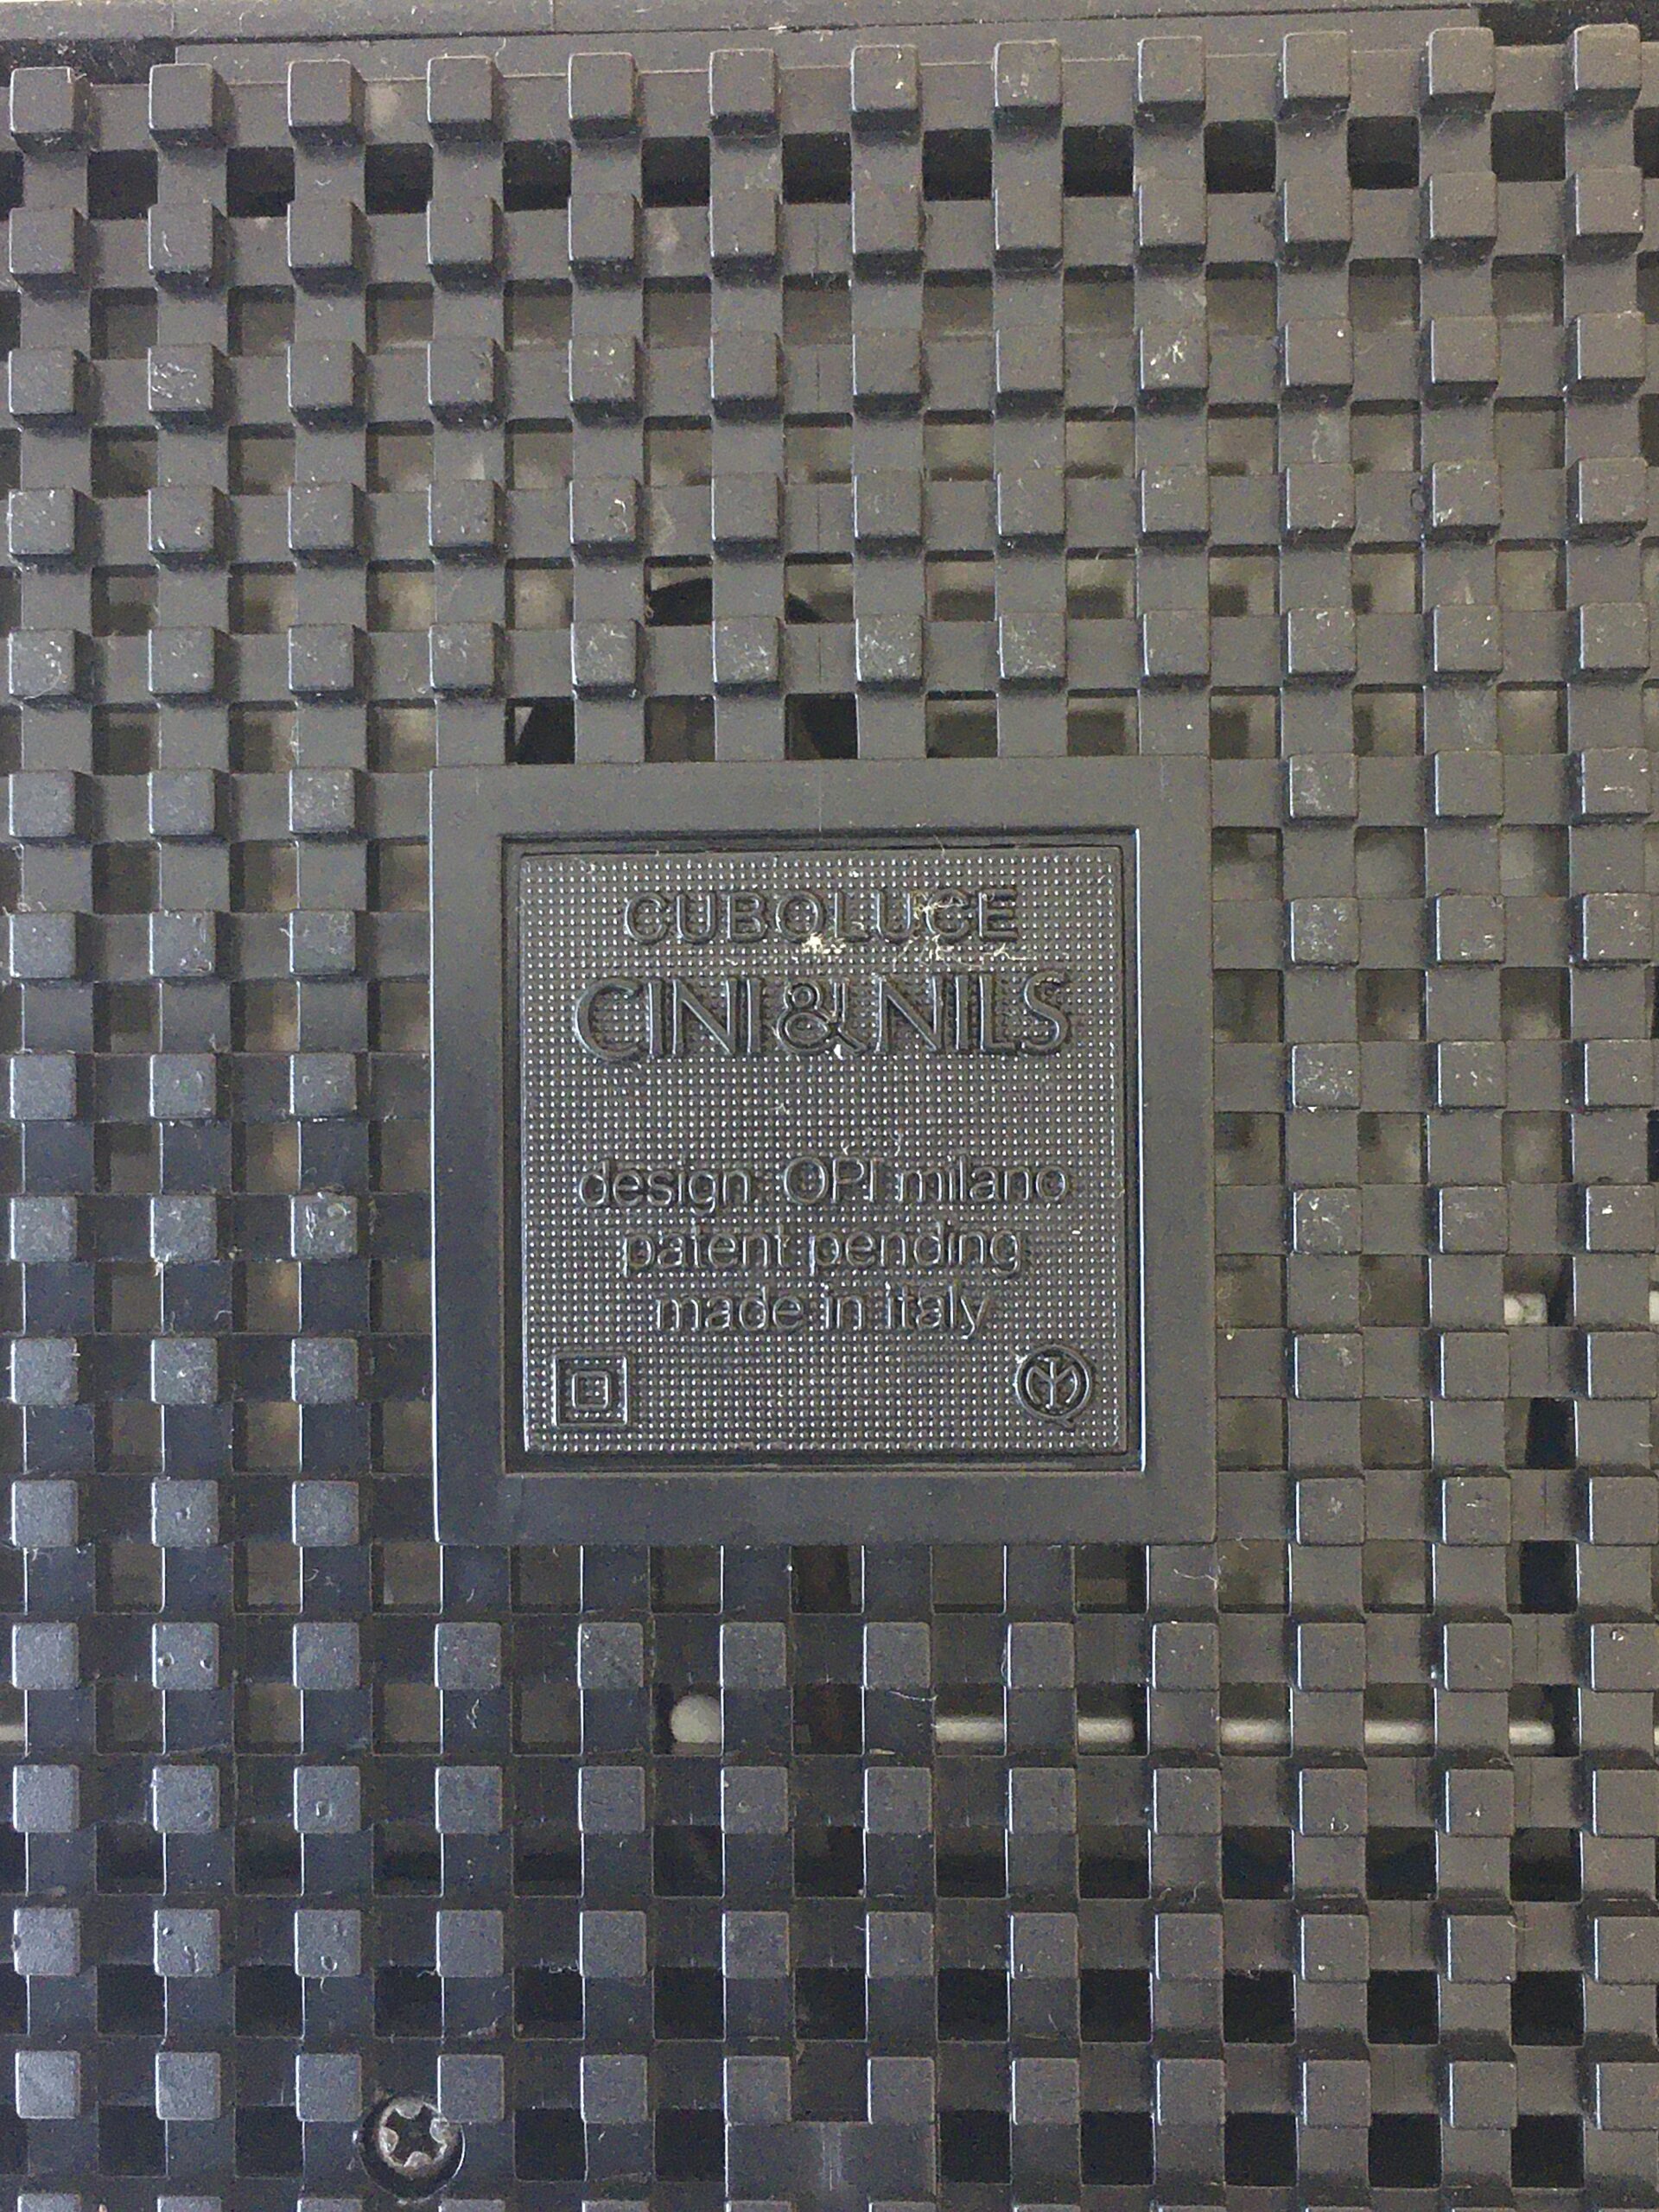 CUBOLUCE
CINI&NILS
design: OPI milano
patent pending
made in italy